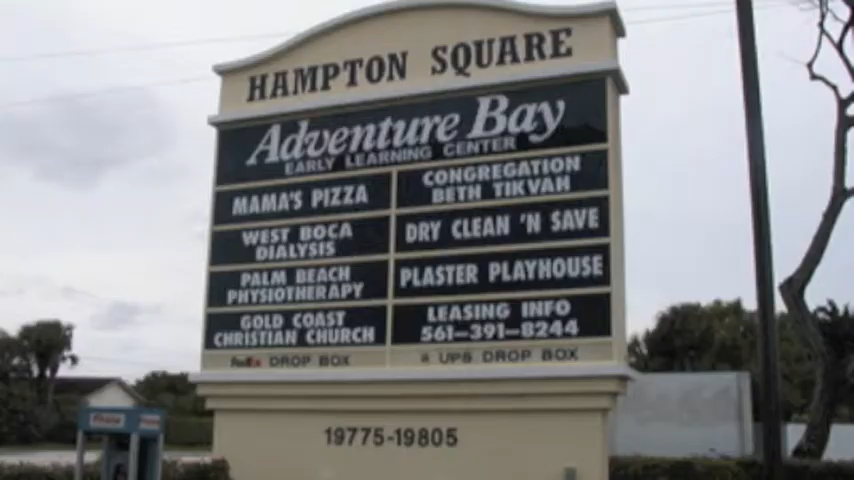 HAMPTON SQUARE
Adventure Bay
EARLY LEARNING CENTER
MAMA'S PIZZA
CONGREGATION
BETH TIKVAH
WEST BOCA
DIALYSIS
DRY CLEAN 'N SAVE
PALM BEACH
PHYSIOTHERAPY
PLASTER PLAYHOUSE
GOLD COAST
CHRISTIAN CHURCH
LEASING INFO
561-391-8244
FedEx DROP BOX
UPS DROP BOX
19775-19805